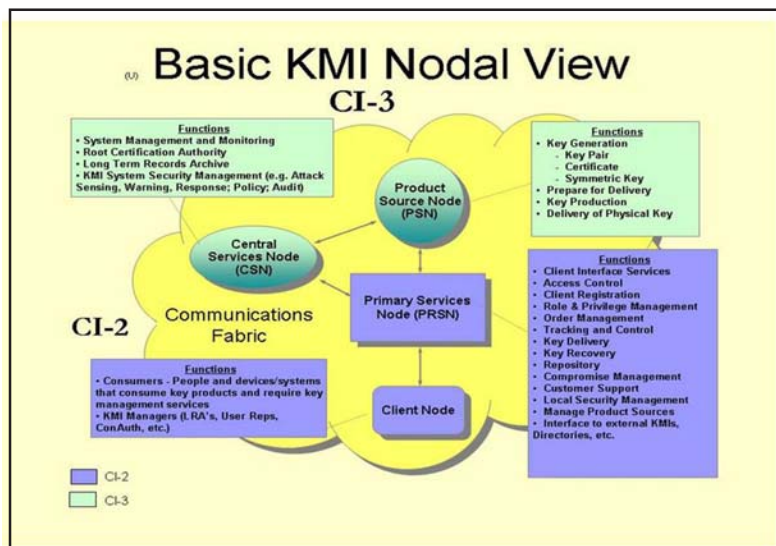 (U) Basic KMI Nodal View
CI-3
Functions
• System Management and Monitoring
• Root Certification Authority
• Long Term Records Archive
• KMI System Security Management (e.g. Attack
Sensing, Warning, Response; Policy; Audit)
Functions
• Key Generation
- Key Pair
- Certificate
- Symmetric Key
• Prepare for Delivery
• Key Production
• Delivery of Physical Key
Product
Source Node
(PSN)
Central
Services Node
(CSN)
Primary Services
Node (PRSN)
CI-2
Communications
Fabric
Functions
• Client Interface Services
• Access Control
• Client Registration
• Role & Privilege Management
• Order Management
• Tracking and Control
• Key Delivery
• Key Recovery
• Repository
• Compromise Management
• Customer Support
• Local Security Management
• Manage Product Sources
• Interface to external KMIs,
Directories, etc.
Functions
• Consumers - People and devices/systems
that consume key products and require key
management services
• KMI Managers (LRA's, User Reps,
ConAuth, etc.)
Client Node
CI-2
CI-3